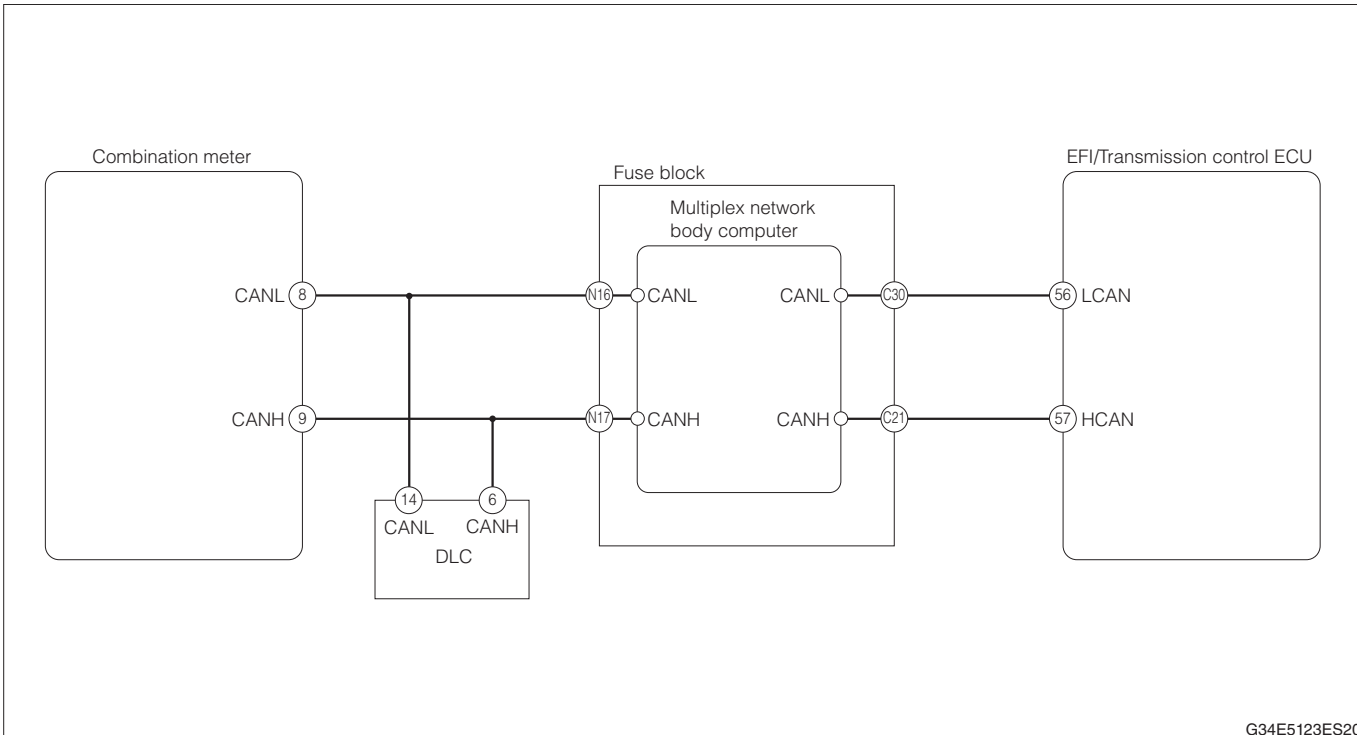 Combination meter
EFI/Transmission control ECU
Fuse block
Multiplex network
body computer
CANL 8
N16 CANL
CANL C30
56 LCAN
CANH 9
N17 CANH
CANH C21
57 HCAN
14 6
CANL CANH
DLC
G34E5123ES20